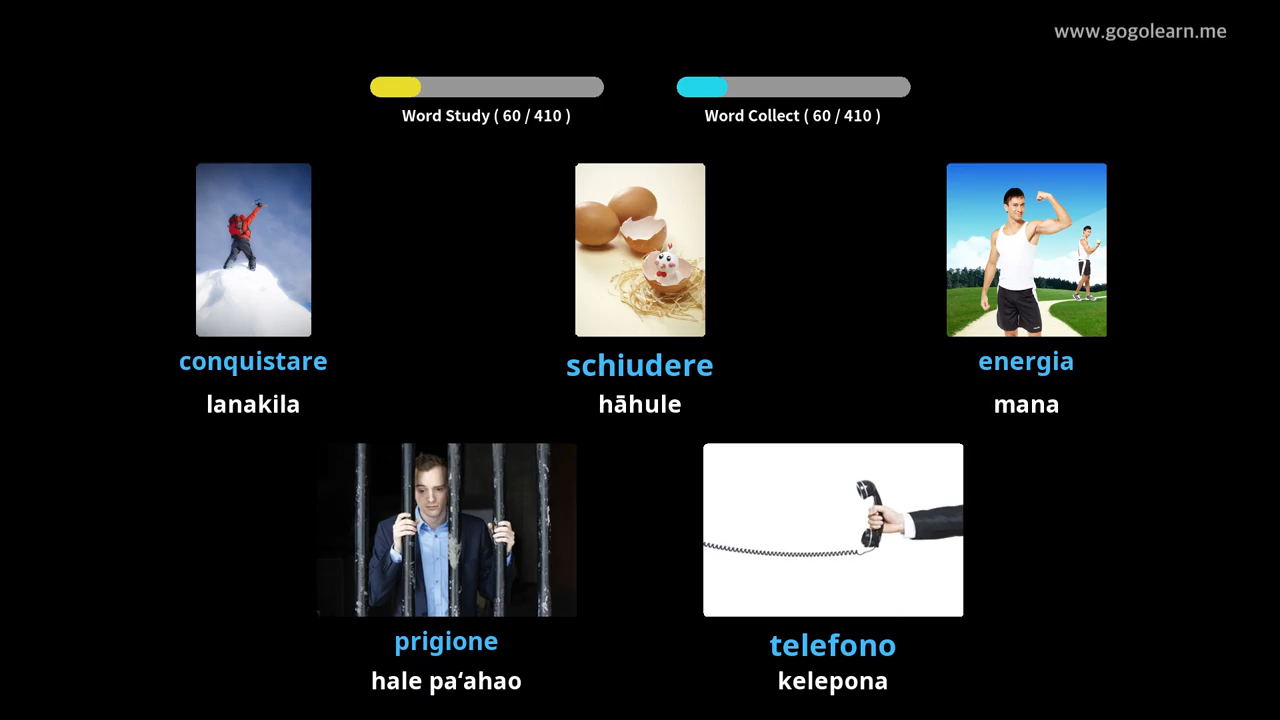 www.gogolearn.me
Word Study ( 60 / 410 )
Word Collect ( 60 / 410 )
conquistare
schiudere
energia
lanakila
hāhule
mana
prigione
telefono
hale paʻahao
kelepona